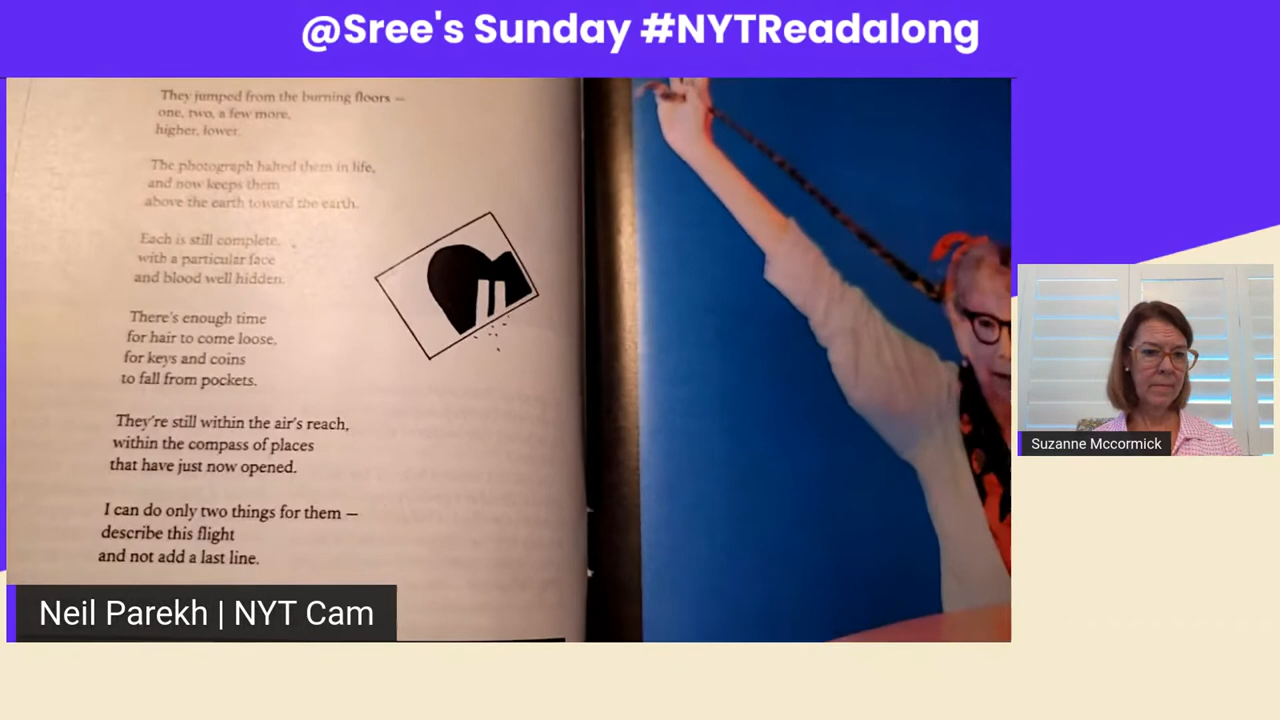 @Sree's Sunday #NYTReadalong
They jumped from the burning floors —
one, two, a few more,
higher, lower.
The photograph halted them in life,
and now keeps them
above the earth toward the earth.
Each is still complete,
with a particular face
and blood well hidden.
There's enough time
for hair to come loose,
for keys and coins
to fall from pockets.
They're still within the air's reach,
within the compass of places
that have just now opened.
I can do only two things for them —
describe this flight
and not add a last line.
Neil Parekh | NYT Cam
Suzanne Mccormick